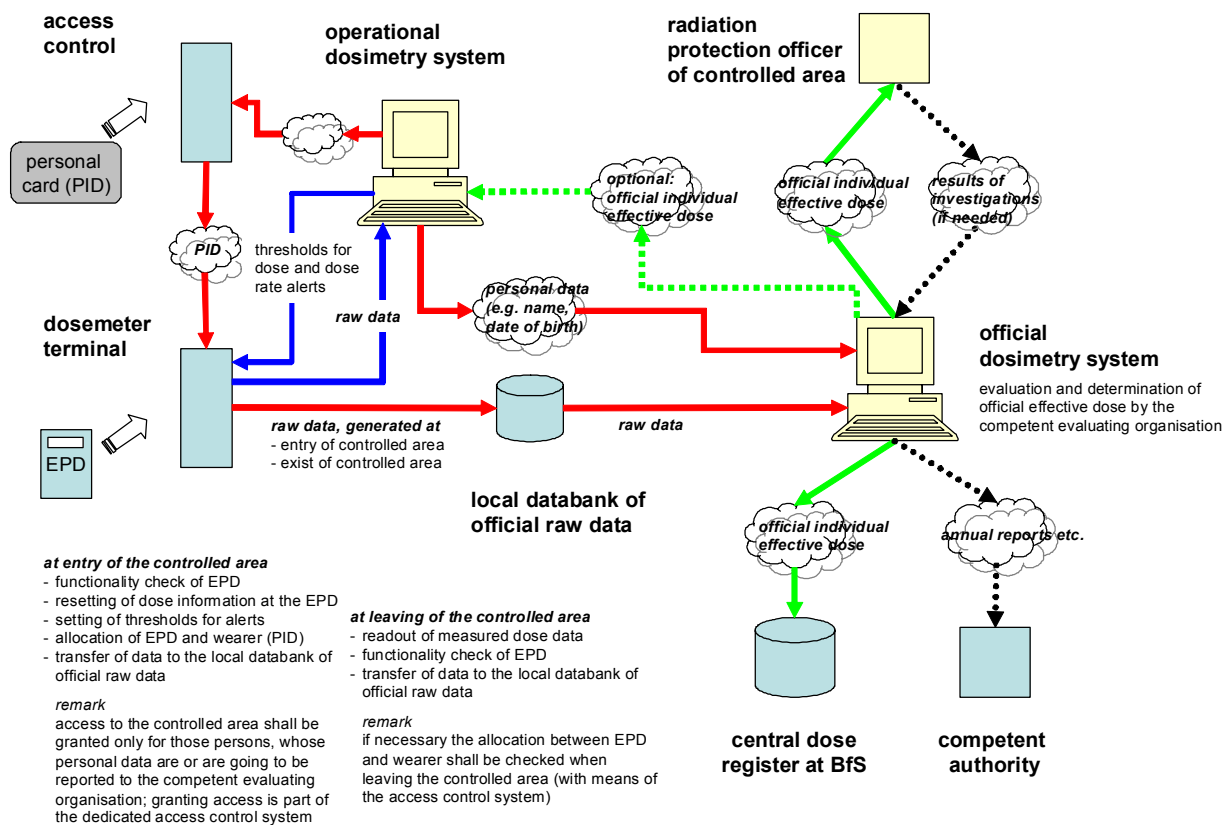 access
control
operational
dosimetry system
radiation
protection officer
of controlled area
personal
card (PID)
optional:
official individual
effective dose
official individual
effective dose
results of
investigations
(if needed)
PID
thresholds for
dose and dose
rate alerts
raw data
personal data
(e.g. name,
date of birth)
dosemeter
terminal
official
dosimetry system
evaluation and determination of
official effective dose by the
competent evaluating organisation
EPD
raw data, generated at
- entry of controlled area
- exist of controlled area
raw data
local databank of
official raw data
official individual
effective dose
annual reports etc.
at entry of the controlled area
- functionality check of EPD
- resetting of dose information at the EPD
- setting of thresholds for alerts
- allocation of EPD and wearer (PID)
- transfer of data to the local databank of
official raw data
remark
access to the controlled area shall be
granted only for those persons, whose
personal data are or are going to be
reported to the competent evaluating
organisation; granting access is part of
the dedicated access control system
at leaving of the controlled area
- readout of measured dose data
- functionality check of EPD
- transfer of data to the local databank of
official raw data
remark
if necessary the allocation between EPD
and wearer shall be checked when
leaving the controlled area (with means of
the access control system)
central dose
register at BfS
competent
authority